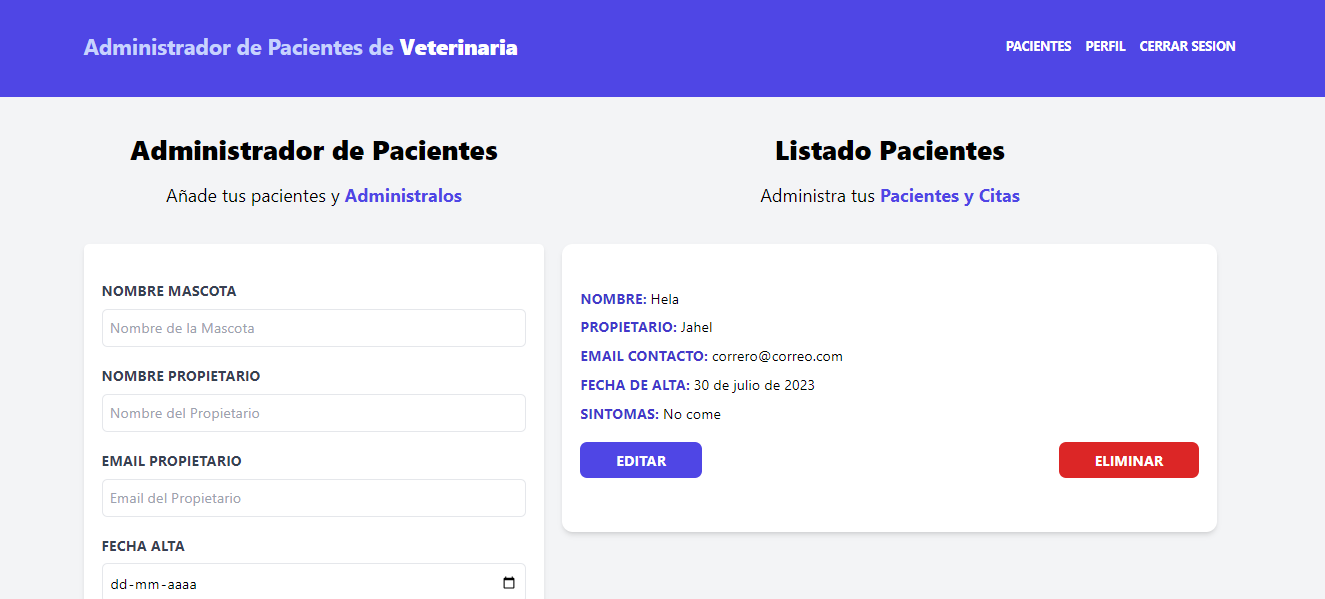 Administrador de Pacientes de Veterinaria
PACIENTES PERFIL CERRAR SESION
Administrador de Pacientes
Añade tus pacientes y Administralos
NOMBRE MASCOTA
Nombre de la Mascota
NOMBRE PROPIETARIO
Nombre del Propietario
EMAIL PROPIETARIO
Email del Propietario
FECHA ALTA
dd-mm-aaaa
Listado Pacientes
Administra tus Pacientes y Citas
NOMBRE: Hela
PROPIETARIO: Jahel
EMAIL CONTACTO: correro@correo.com
FECHA DE ALTA: 30 de julio de 2023
SINTOMAS: No come
EDITAR ELIMINAR